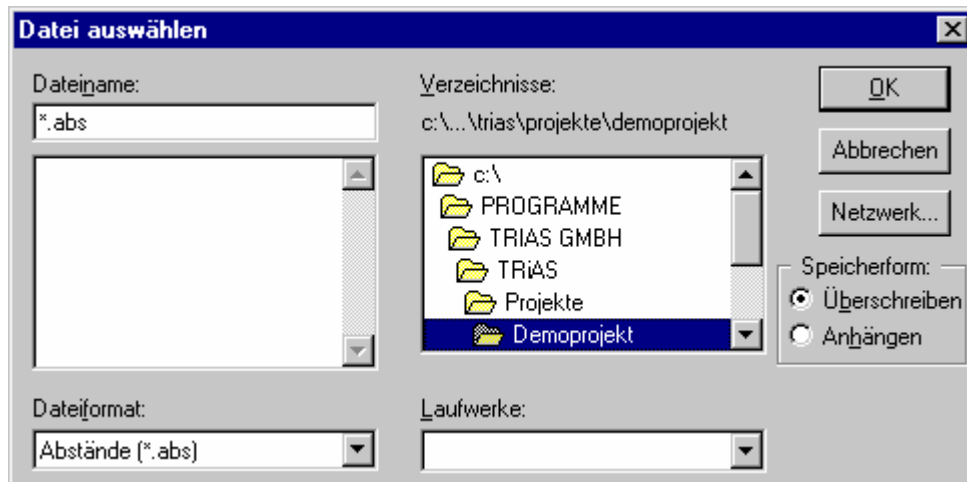 Datei auswählen
Dateiname:
*.abs
Verzeichnisse:
c:\...\trias\projekte\demoprojekt
c:\
PROGRAMME
TRIAS GMBH
TRiAS
Projekte
Demoprojekt
OK
Abbrechen
Netzwerk...
Speicherform:
Überschreiben
Anhängen
Dateiformat:
Abstände (*.abs)
Laufwerke: